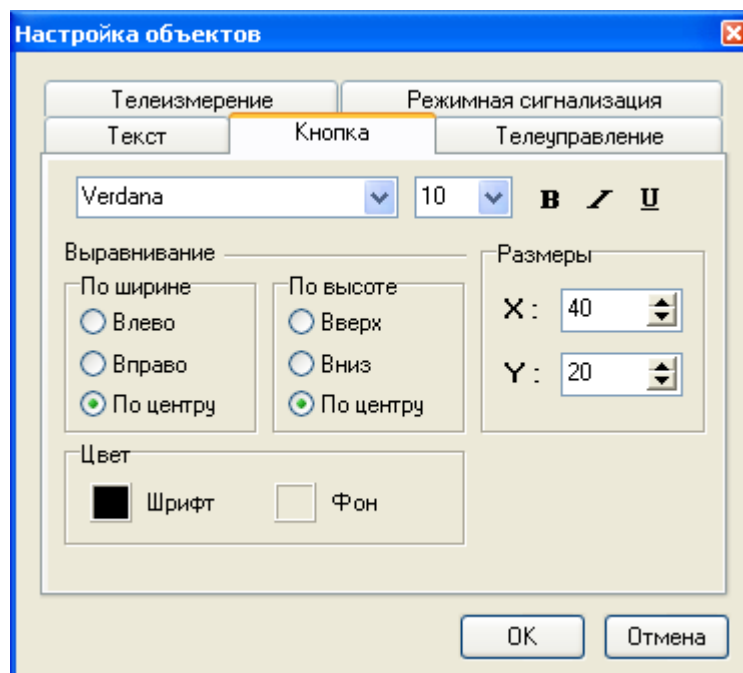 Настройка объектов
Телеизмерение Режимная сигнализация
Текст Кнопка Телеуправление
Verdana 10 B I U
Выравнивание Размеры
По ширине По высоте
Влево Вверх X : 40
Вправо Вниз Y : 20
По центру По центру
Цвет
Шрифт Фон
OK Отмена